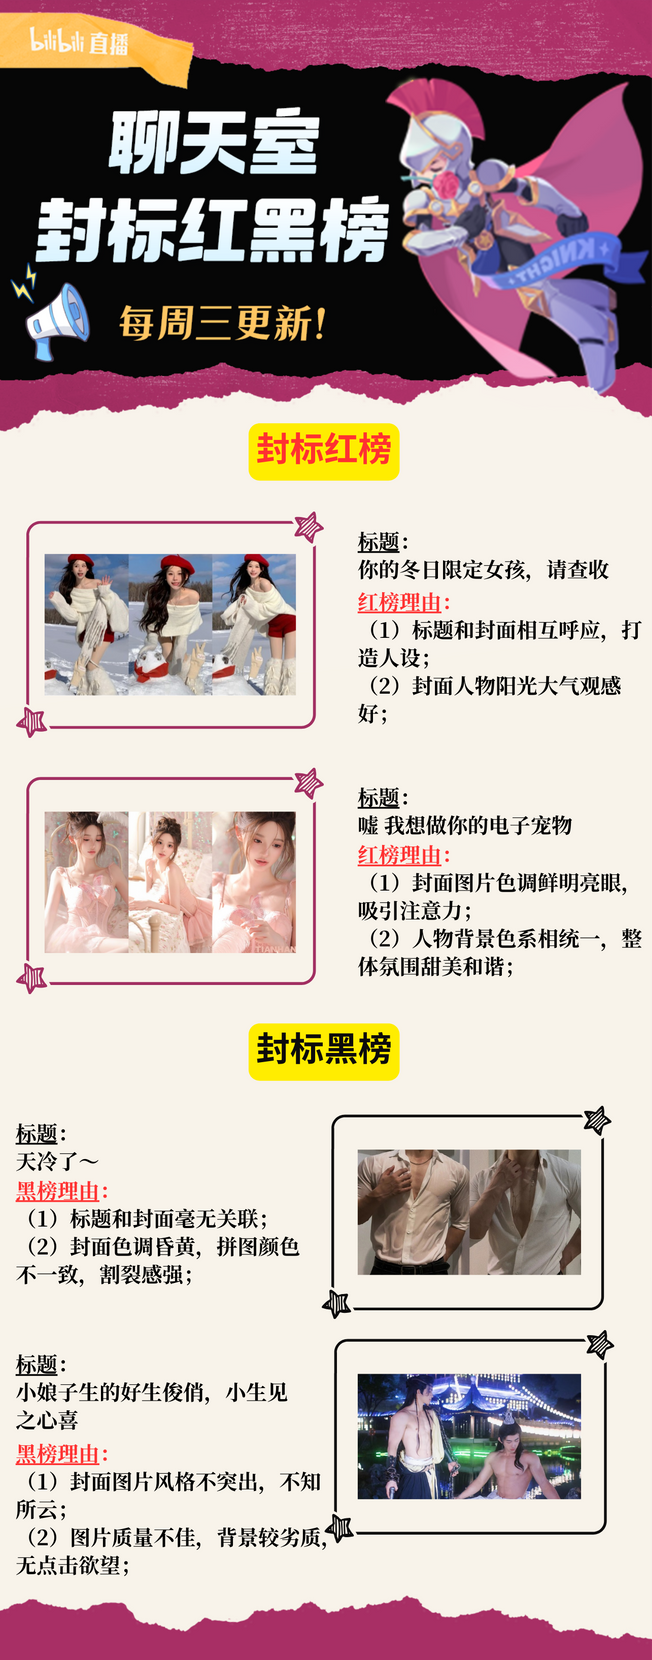 bilibili 直播
聊天室
封标红黑榜
每周三更新!
KNIGHT
封标红榜
标题：
你的冬日限定女孩，请查收
红榜理由：
（1）标题和封面相互呼应，打
造人设；
（2）封面人物阳光大气观感
好；
标题：
嘘 我想做你的电子宠物
红榜理由：
（1）封面图片色调鲜明亮眼，
吸引注意力；
（2）人物背景色系相统一，整
体氛围甜美和谐；
TIANNIAN
封标黑榜
标题：
天冷了～
黑榜理由：
（1）标题和封面毫无关联；
（2）封面色调昏黄，拼图颜色
不一致，割裂感强；
标题：
小娘子生的好生俊俏，小生见
之心喜
黑榜理由：
（1）封面图片风格不突出，不知
所云；
（2）图片质量不佳，背景较劣质，
无点击欲望；